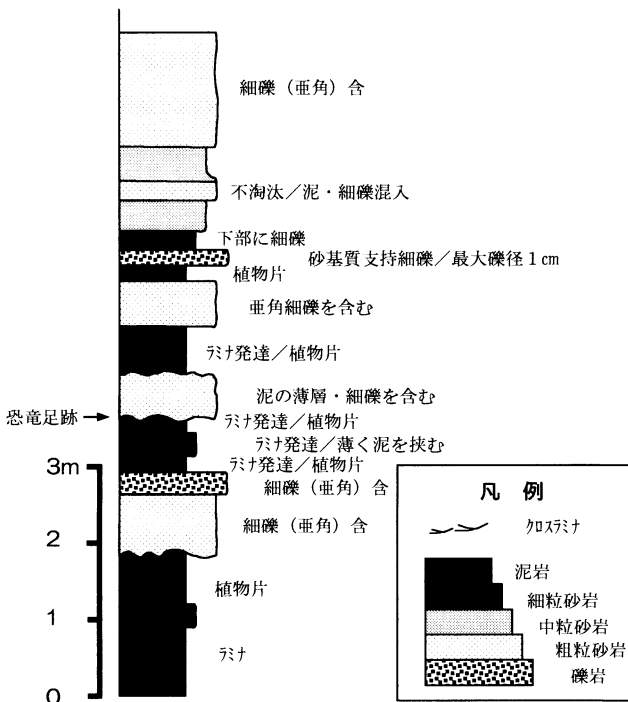 細礫（亜角）含
不淘汰／泥・細礫混入
下部に細礫
砂基質支持細礫／最大礫径1cm
植物片
亜角細礫を含む
ﾗﾐﾅ発達／植物片
泥の薄層・細礫を含む
恐竜足跡
ﾗﾐﾅ発達／植物片
ﾗﾐﾅ発達／薄く泥を挟む
ﾗﾐﾅ発達／植物片
3m
細礫（亜角）含
細礫（亜角）含
2
植物片
1
ﾗﾐﾅ
0
凡 例
ｸﾛｽﾗﾐﾅ
泥岩
細粒砂岩
中粒砂岩
粗粒砂岩
礫岩